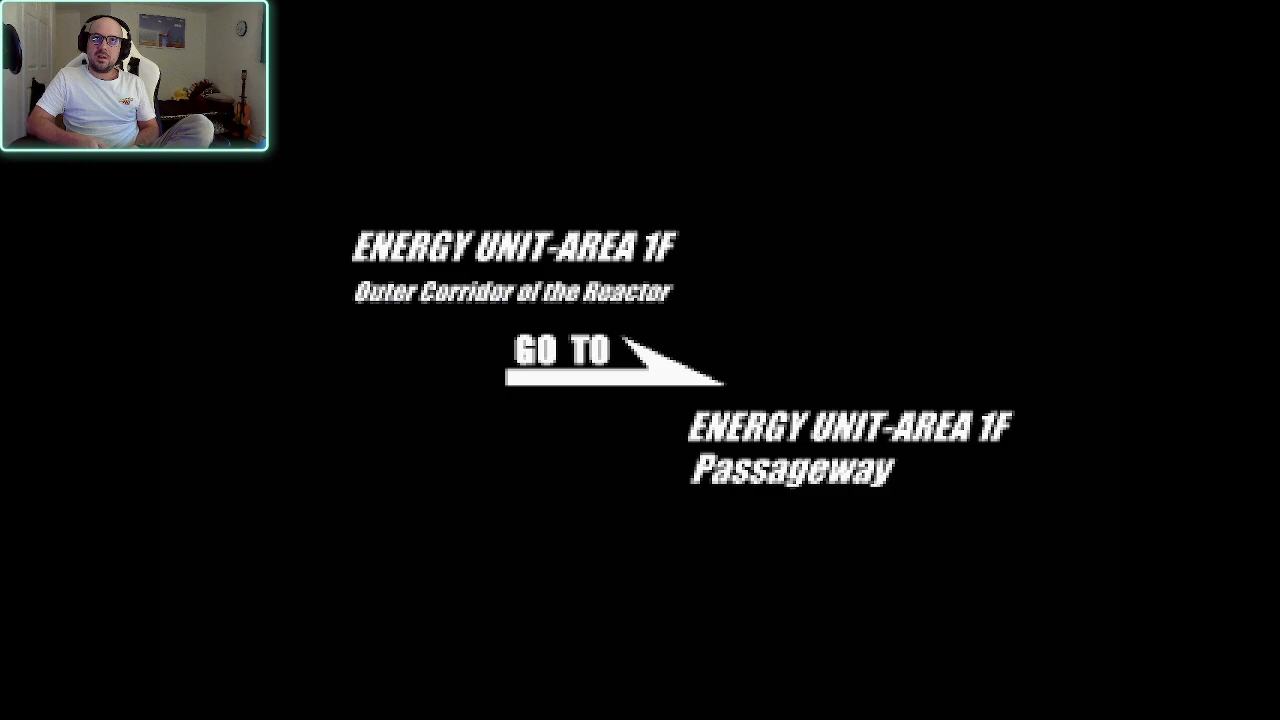 ENERGY UNIT-AREA 1F
Outer Corridor of the Reactor
GO TO
ENERGY UNIT-AREA 1F
Passageway